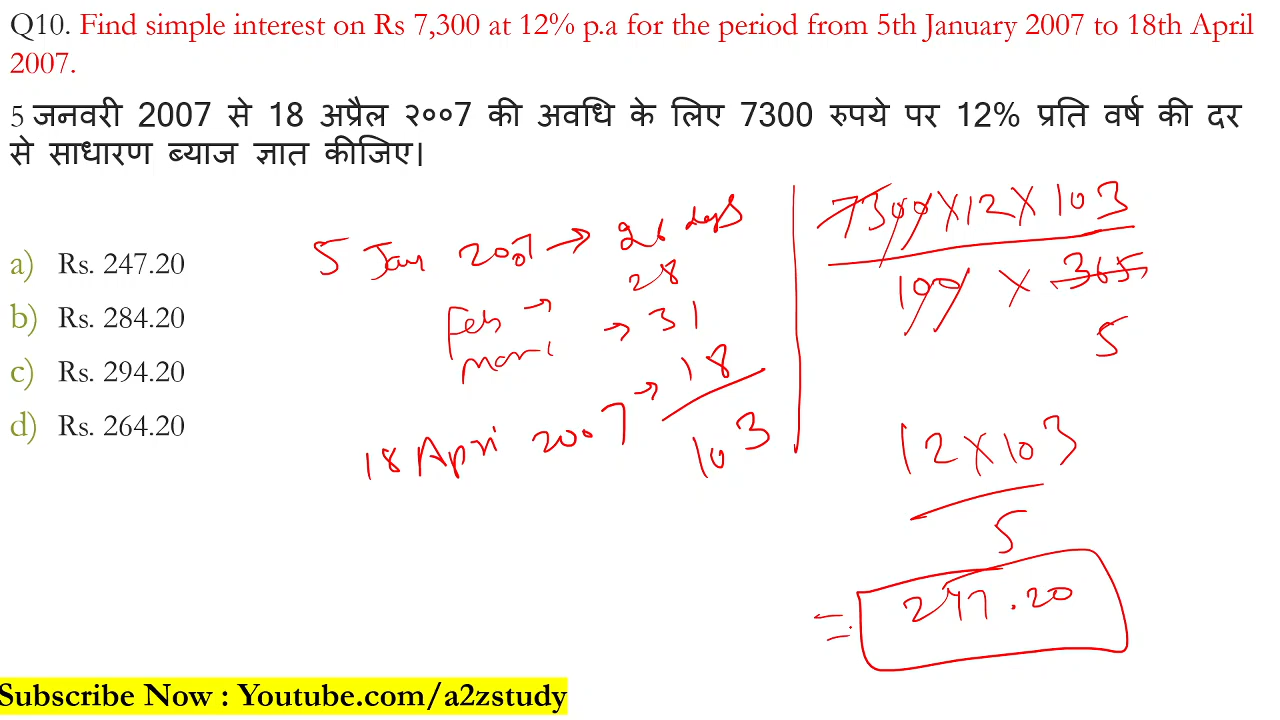 Q10. Find simple interest on Rs 7,300 at 12% p.a for the period from 5th January 2007 to 18th April
2007.
5 जनवरी 2007 से 18 अप्रैल २००7 की अवधि के लिए 7300 रुपये पर 12% प्रति वर्ष की दर
से साधारण ब्याज ज्ञात कीजिए।
a) Rs. 247.20
b) Rs. 284.20
c) Rs. 294.20
d) Rs. 264.20
5 Jan 2007 → 26 days
Feb → 28
→ 31
18 Apri 2007 → 18
103
7300 X 12 X 103
100 X 365
5
12 X 103
5
= 247.20
Subscribe Now : Youtube.com/a2zstudy